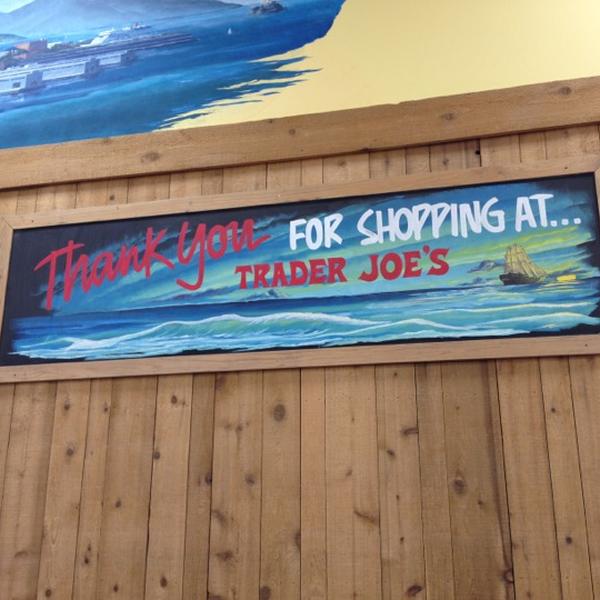 Thank You FOR SHOPPING AT...
TRADER JOE'S